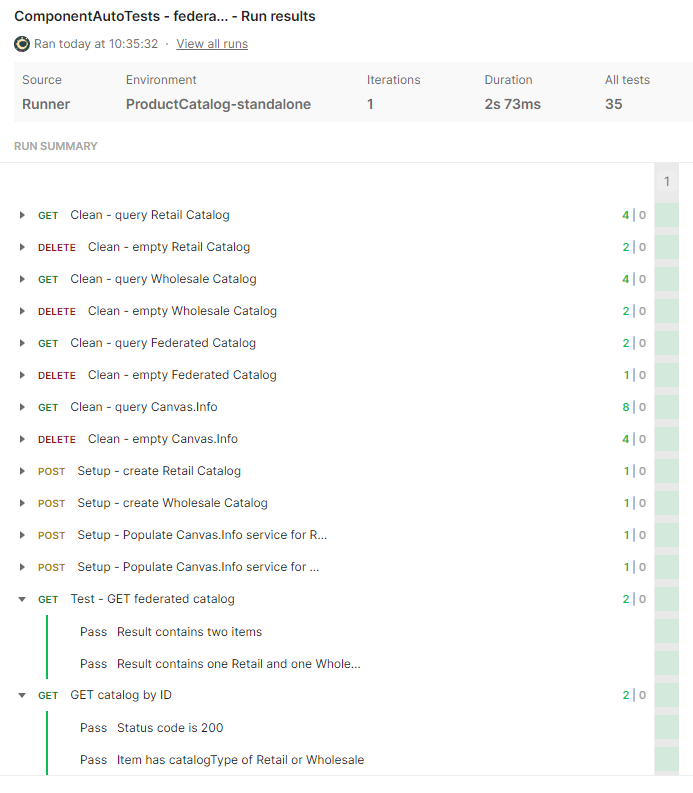 ComponentAutoTests - federa... - Run results
Ran today at 10:35:32 · View all runs
Source Environment Iterations Duration All tests
Runner ProductCatalog-standalone 1 2s 73ms 35
RUN SUMMARY
1
GET Clean - query Retail Catalog 4 | 0
DELETE Clean - empty Retail Catalog 2 | 0
GET Clean - query Wholesale Catalog 4 | 0
DELETE Clean - empty Wholesale Catalog 2 | 0
GET Clean - query Federated Catalog 2 | 0
DELETE Clean - empty Federated Catalog 1 | 0
GET Clean - query Canvas.Info 8 | 0
DELETE Clean - empty Canvas.Info 4 | 0
POST Setup - create Retail Catalog 1 | 0
POST Setup - create Wholesale Catalog 1 | 0
POST Setup - Populate Canvas.Info service for R... 1 | 0
POST Setup - Populate Canvas.Info service for ... 1 | 0
GET Test - GET federated catalog 2 | 0
Pass Result contains two items
Pass Result contains one Retail and one Whole...
GET GET catalog by ID 2 | 0
Pass Status code is 200
Pass Item has catalogType of Retail or Wholesale